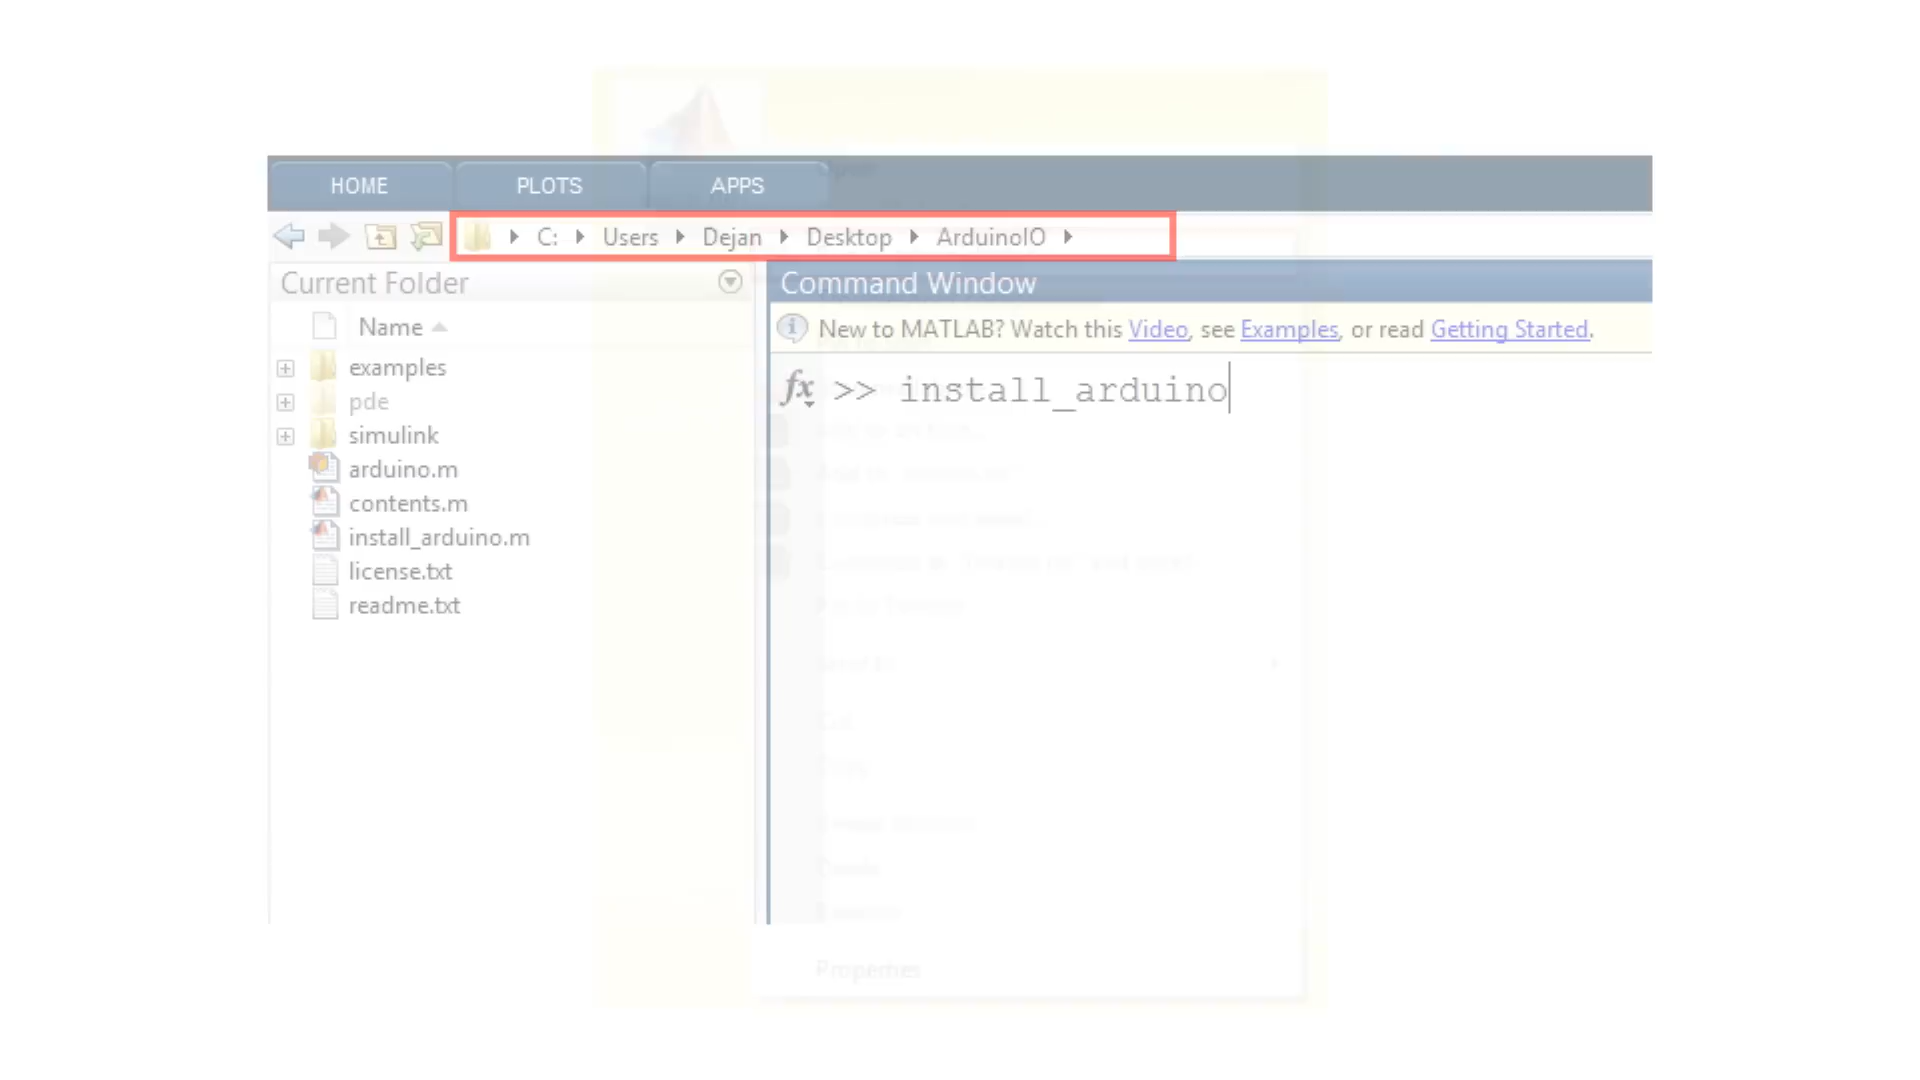 HOME PLOTS APPS
C: Users Dejan Desktop ArduinoIO
Current Folder
Name
examples
pde
simulink
arduino.m
contents.m
install_arduino.m
license.txt
readme.txt
Command Window
New to MATLAB? Watch this Video, see Examples, or read Getting Started.
fx >> install_arduino
Properties